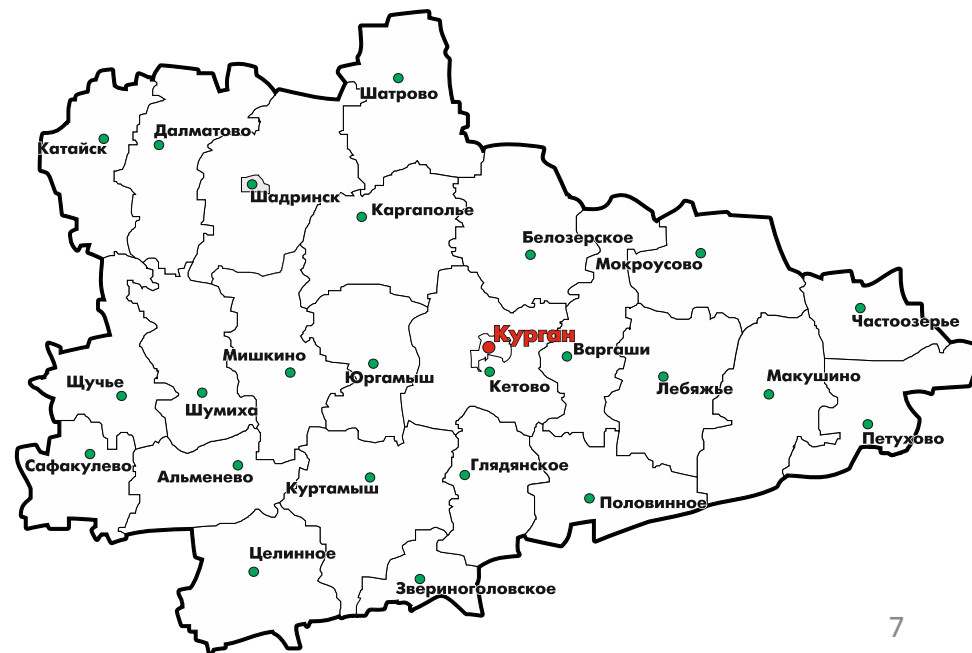 Шатрово
Далматово
Катайск
Шадринск
Каргаполье
Белозерское
Мокроусово
Частоозерье
Курган
Варгаши
Мишкино
Юргамыш
Кетово
Лебяжье
Макушино
Щучье
Шумиха
Петухово
Сафакулево
Альменево
Куртамыш
Глядянское
Половинное
Целинное
Звериноголовское
7